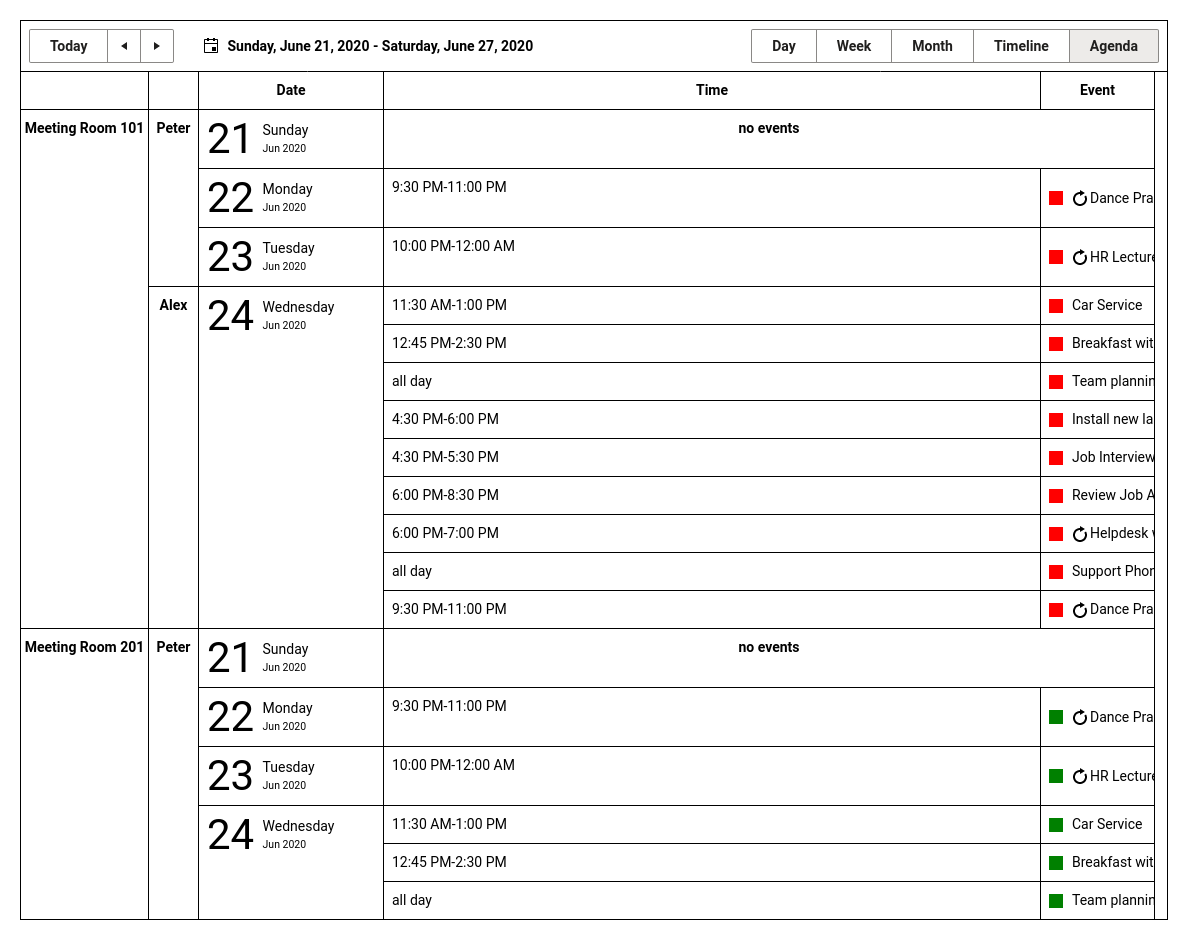 Today
Sunday, June 21, 2020 - Saturday, June 27, 2020
Day Week Month Timeline Agenda
Date Time Event
Meeting Room 101 Peter 21 Sunday Jun 2020 no events
22 Monday Jun 2020 9:30 PM-11:00 PM Dance Pra
23 Tuesday Jun 2020 10:00 PM-12:00 AM HR Lecture
Alex 24 Wednesday Jun 2020 11:30 AM-1:00 PM Car Service
12:45 PM-2:30 PM Breakfast wit
all day Team plannin
4:30 PM-6:00 PM Install new la
4:30 PM-5:30 PM Job Interview
6:00 PM-8:30 PM Review Job A
6:00 PM-7:00 PM Helpdesk
all day Support Phon
9:30 PM-11:00 PM Dance Pra
Meeting Room 201 Peter 21 Sunday Jun 2020 no events
22 Monday Jun 2020 9:30 PM-11:00 PM Dance Pra
23 Tuesday Jun 2020 10:00 PM-12:00 AM HR Lecture
24 Wednesday Jun 2020 11:30 AM-1:00 PM Car Service
12:45 PM-2:30 PM Breakfast wit
all day Team plannin